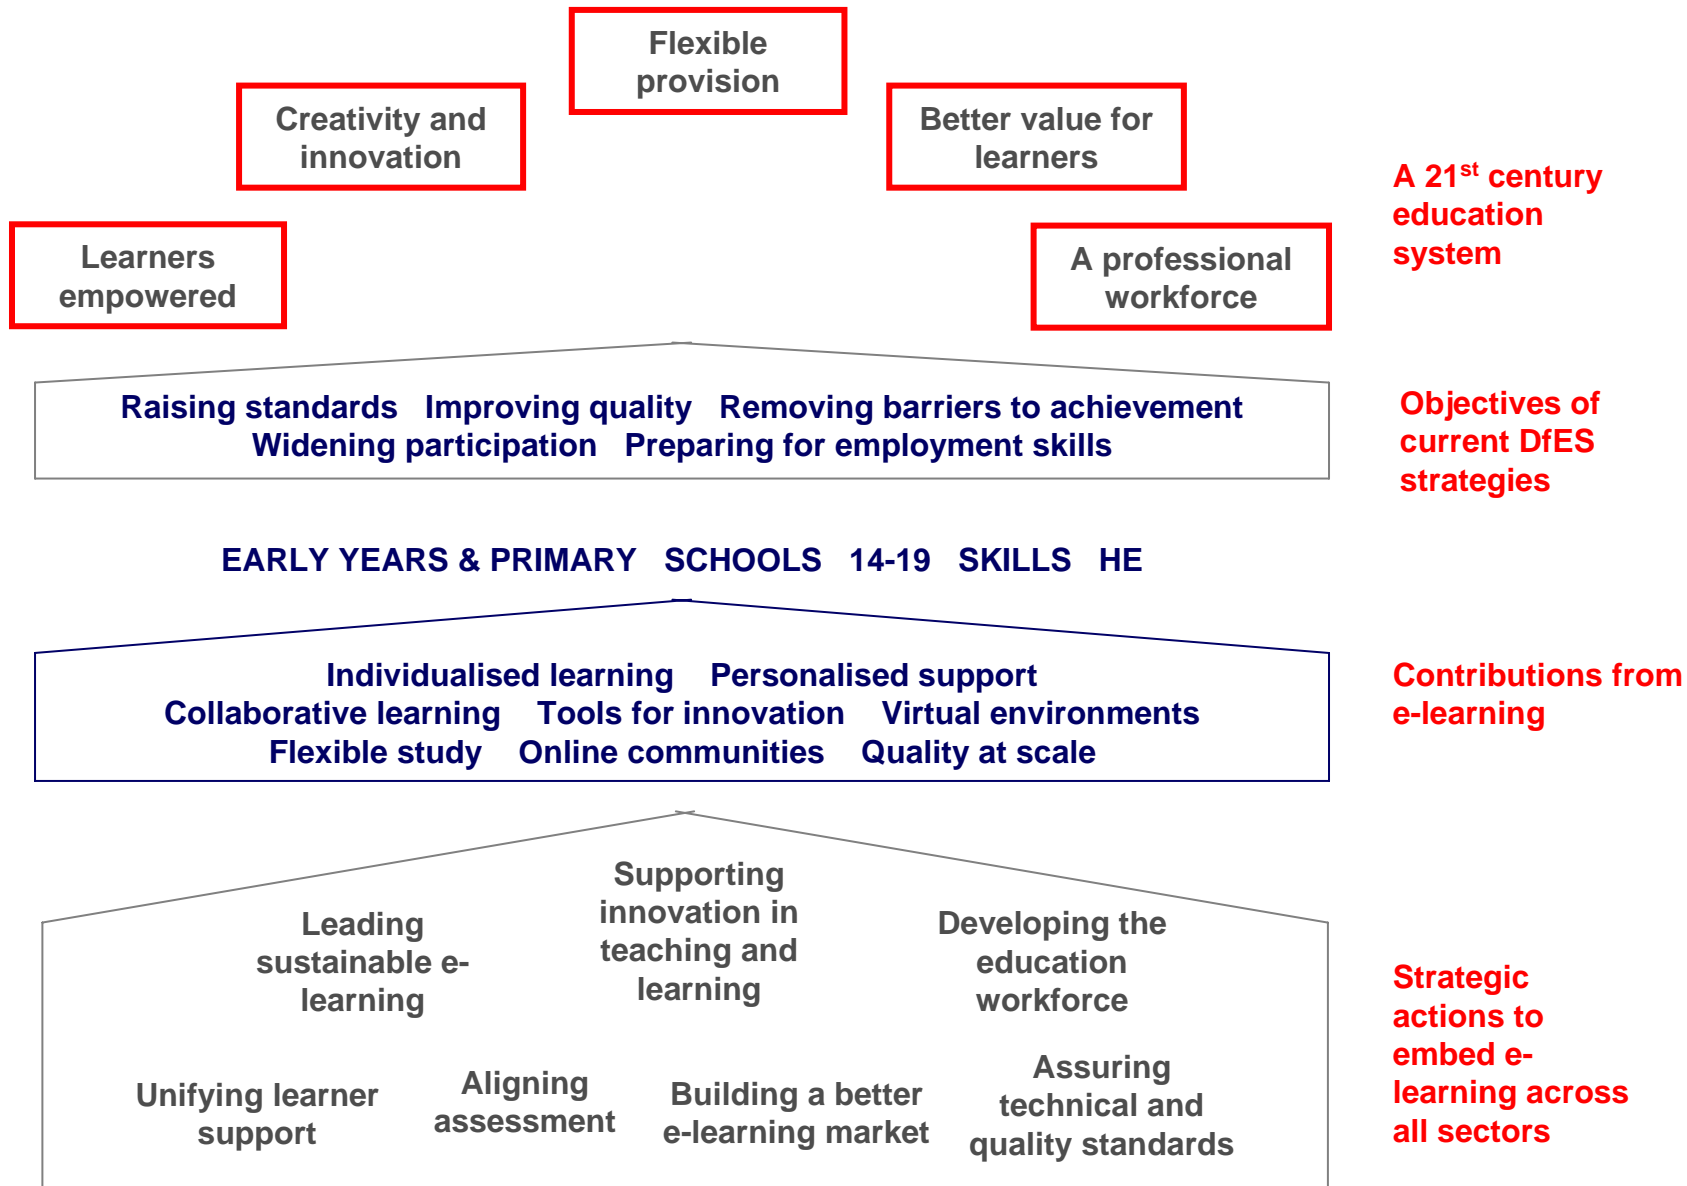 Flexible
provision
Creativity and
innovation
Better value for
learners
Learners
empowered
A professional
workforce
A 21st century
education
system
Raising standards Improving quality Removing barriers to achievement
Widening participation Preparing for employment skills
Objectives of
current DfES
strategies
EARLY YEARS & PRIMARY SCHOOLS 14-19 SKILLS HE
Individualised learning Personalised support
Collaborative learning Tools for innovation Virtual environments
Flexible study Online communities Quality at scale
Contributions from
e-learning
Leading
sustainable e-
learning
Supporting
innovation in
teaching and
learning
Developing the
education
workforce
Unifying learner
support
Aligning
assessment
Building a better
e-learning market
Assuring
technical and
quality standards
Strategic
actions to
embed e-
learning across
all sectors